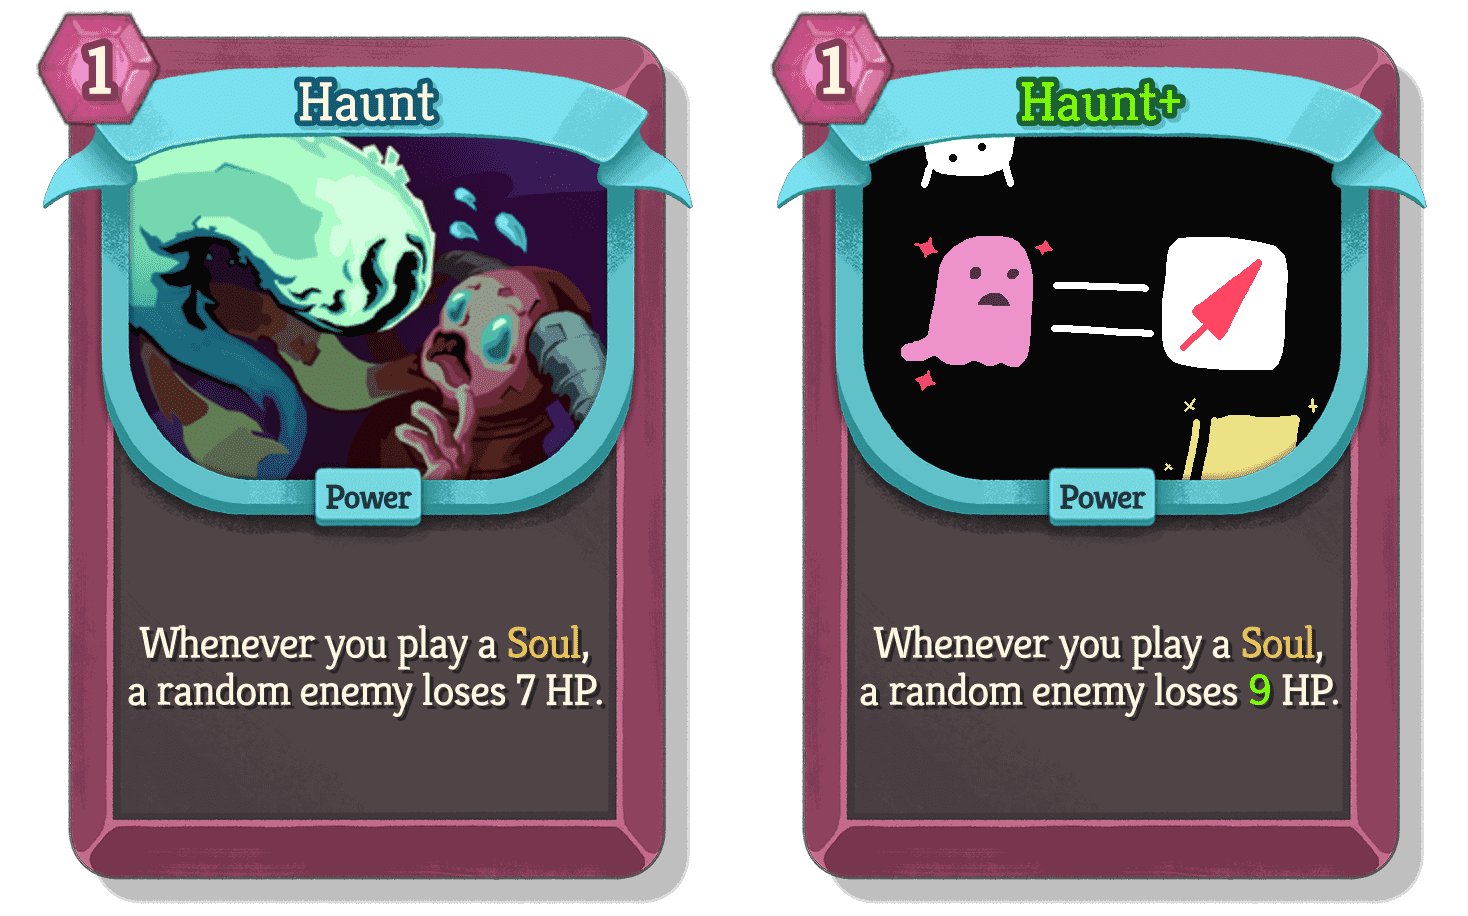 1
Haunt
Power
Whenever you play a Soul,
a random enemy loses 7 HP.
1
Haunt+
Power
Whenever you play a Soul,
a random enemy loses 9 HP.